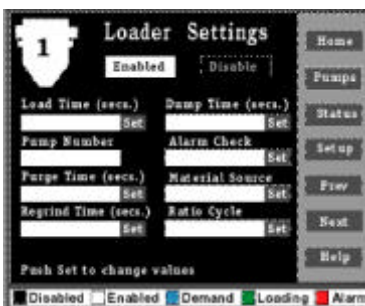 1
Loader Settings
Enabled Disable
Load Time (secs.) Dump Time (secs.)
Set Set
Pump Number Alarm Check
Set
Purge Time (secs.) Material Source
Set Set
Regrind Time (secs.) Ratio Cycle
Set Set
Push Set to change values
Home
Pumps
Status
Setup
Prev
Next
Help
Disabled Enabled Demand Loading Alarm